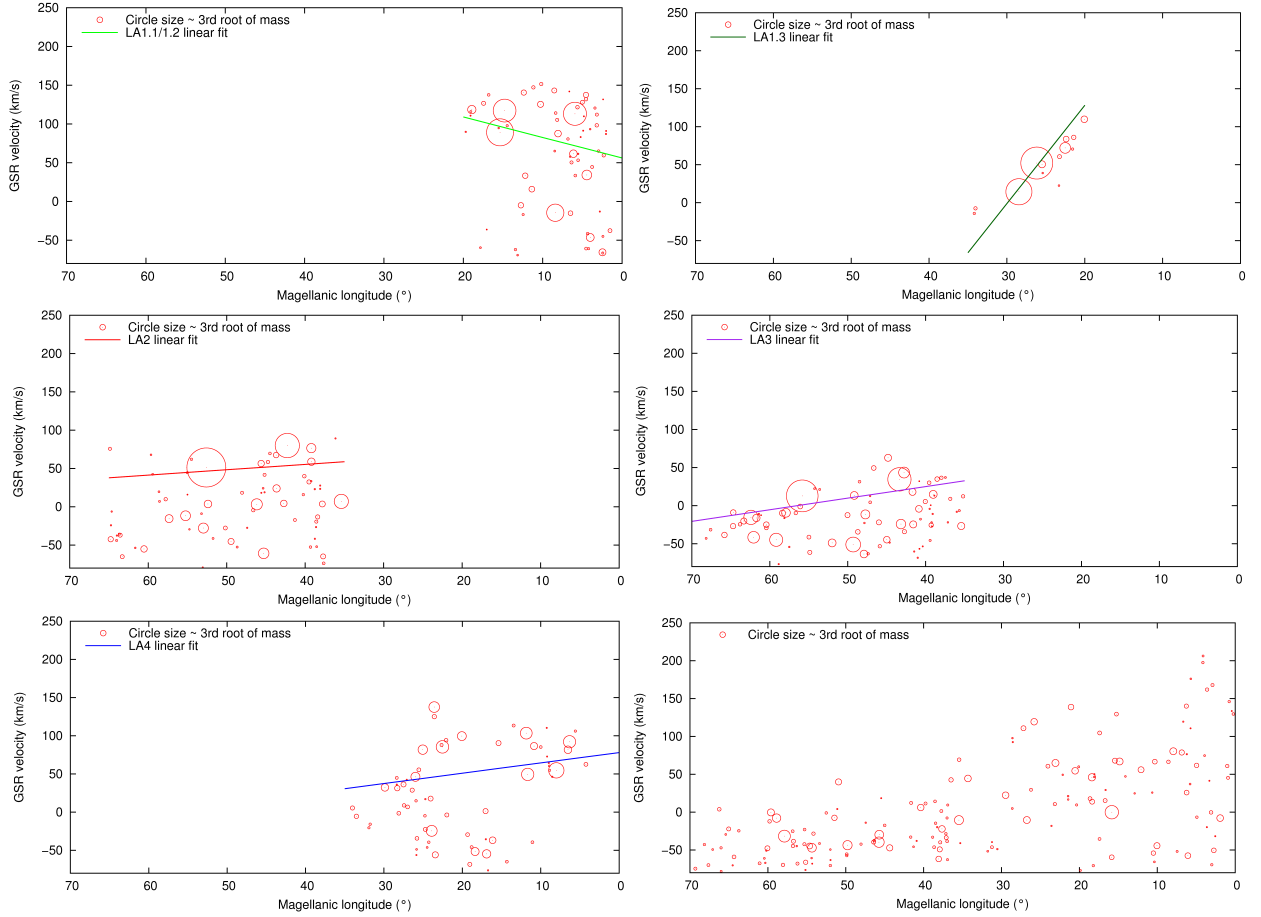 Circle size ~ 3rd root of mass
LA1.1/1.2 linear fit
250
200
150
100
50
0
−50
GSR velocity (km/s)
70 60 50 40 30 20 10 0
Magellanic longitude (°)
Circle size ~ 3rd root of mass
LA1.3 linear fit
250
200
150
100
50
0
−50
GSR velocity (km/s)
70 60 50 40 30 20 10 0
Magellanic longitude (°)
Circle size ~ 3rd root of mass
LA2 linear fit
250
200
150
100
50
0
−50
GSR velocity (km/s)
70 60 50 40 30 20 10 0
Magellanic longitude (°)
Circle size ~ 3rd root of mass
LA3 linear fit
250
200
150
100
50
0
−50
GSR velocity (km/s)
70 60 50 40 30 20 10 0
Magellanic longitude (°)
Circle size ~ 3rd root of mass
LA4 linear fit
250
200
150
100
50
0
−50
GSR velocity (km/s)
70 60 50 40 30 20 10 0
Magellanic longitude (°)
Circle size ~ 3rd root of mass
250
200
150
100
50
0
−50
GSR velocity (km/s)
70 60 50 40 30 20 10 0
Magellanic longitude (°)